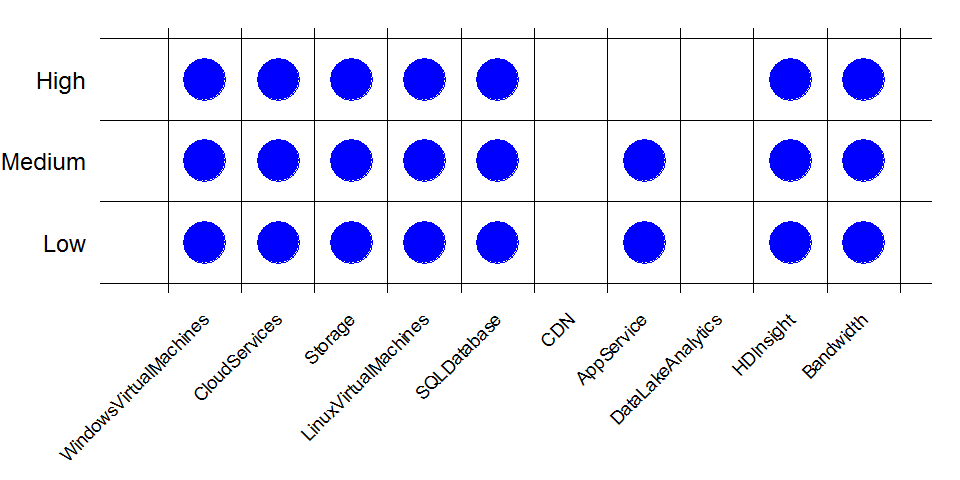 High
Medium
Low
WindowsVirtualMachines
CloudServices
Storage
LinuxVirtualMachines
SQLDatabase
CDN
AppService
DataLakeAnalytics
HDInsight
Bandwidth